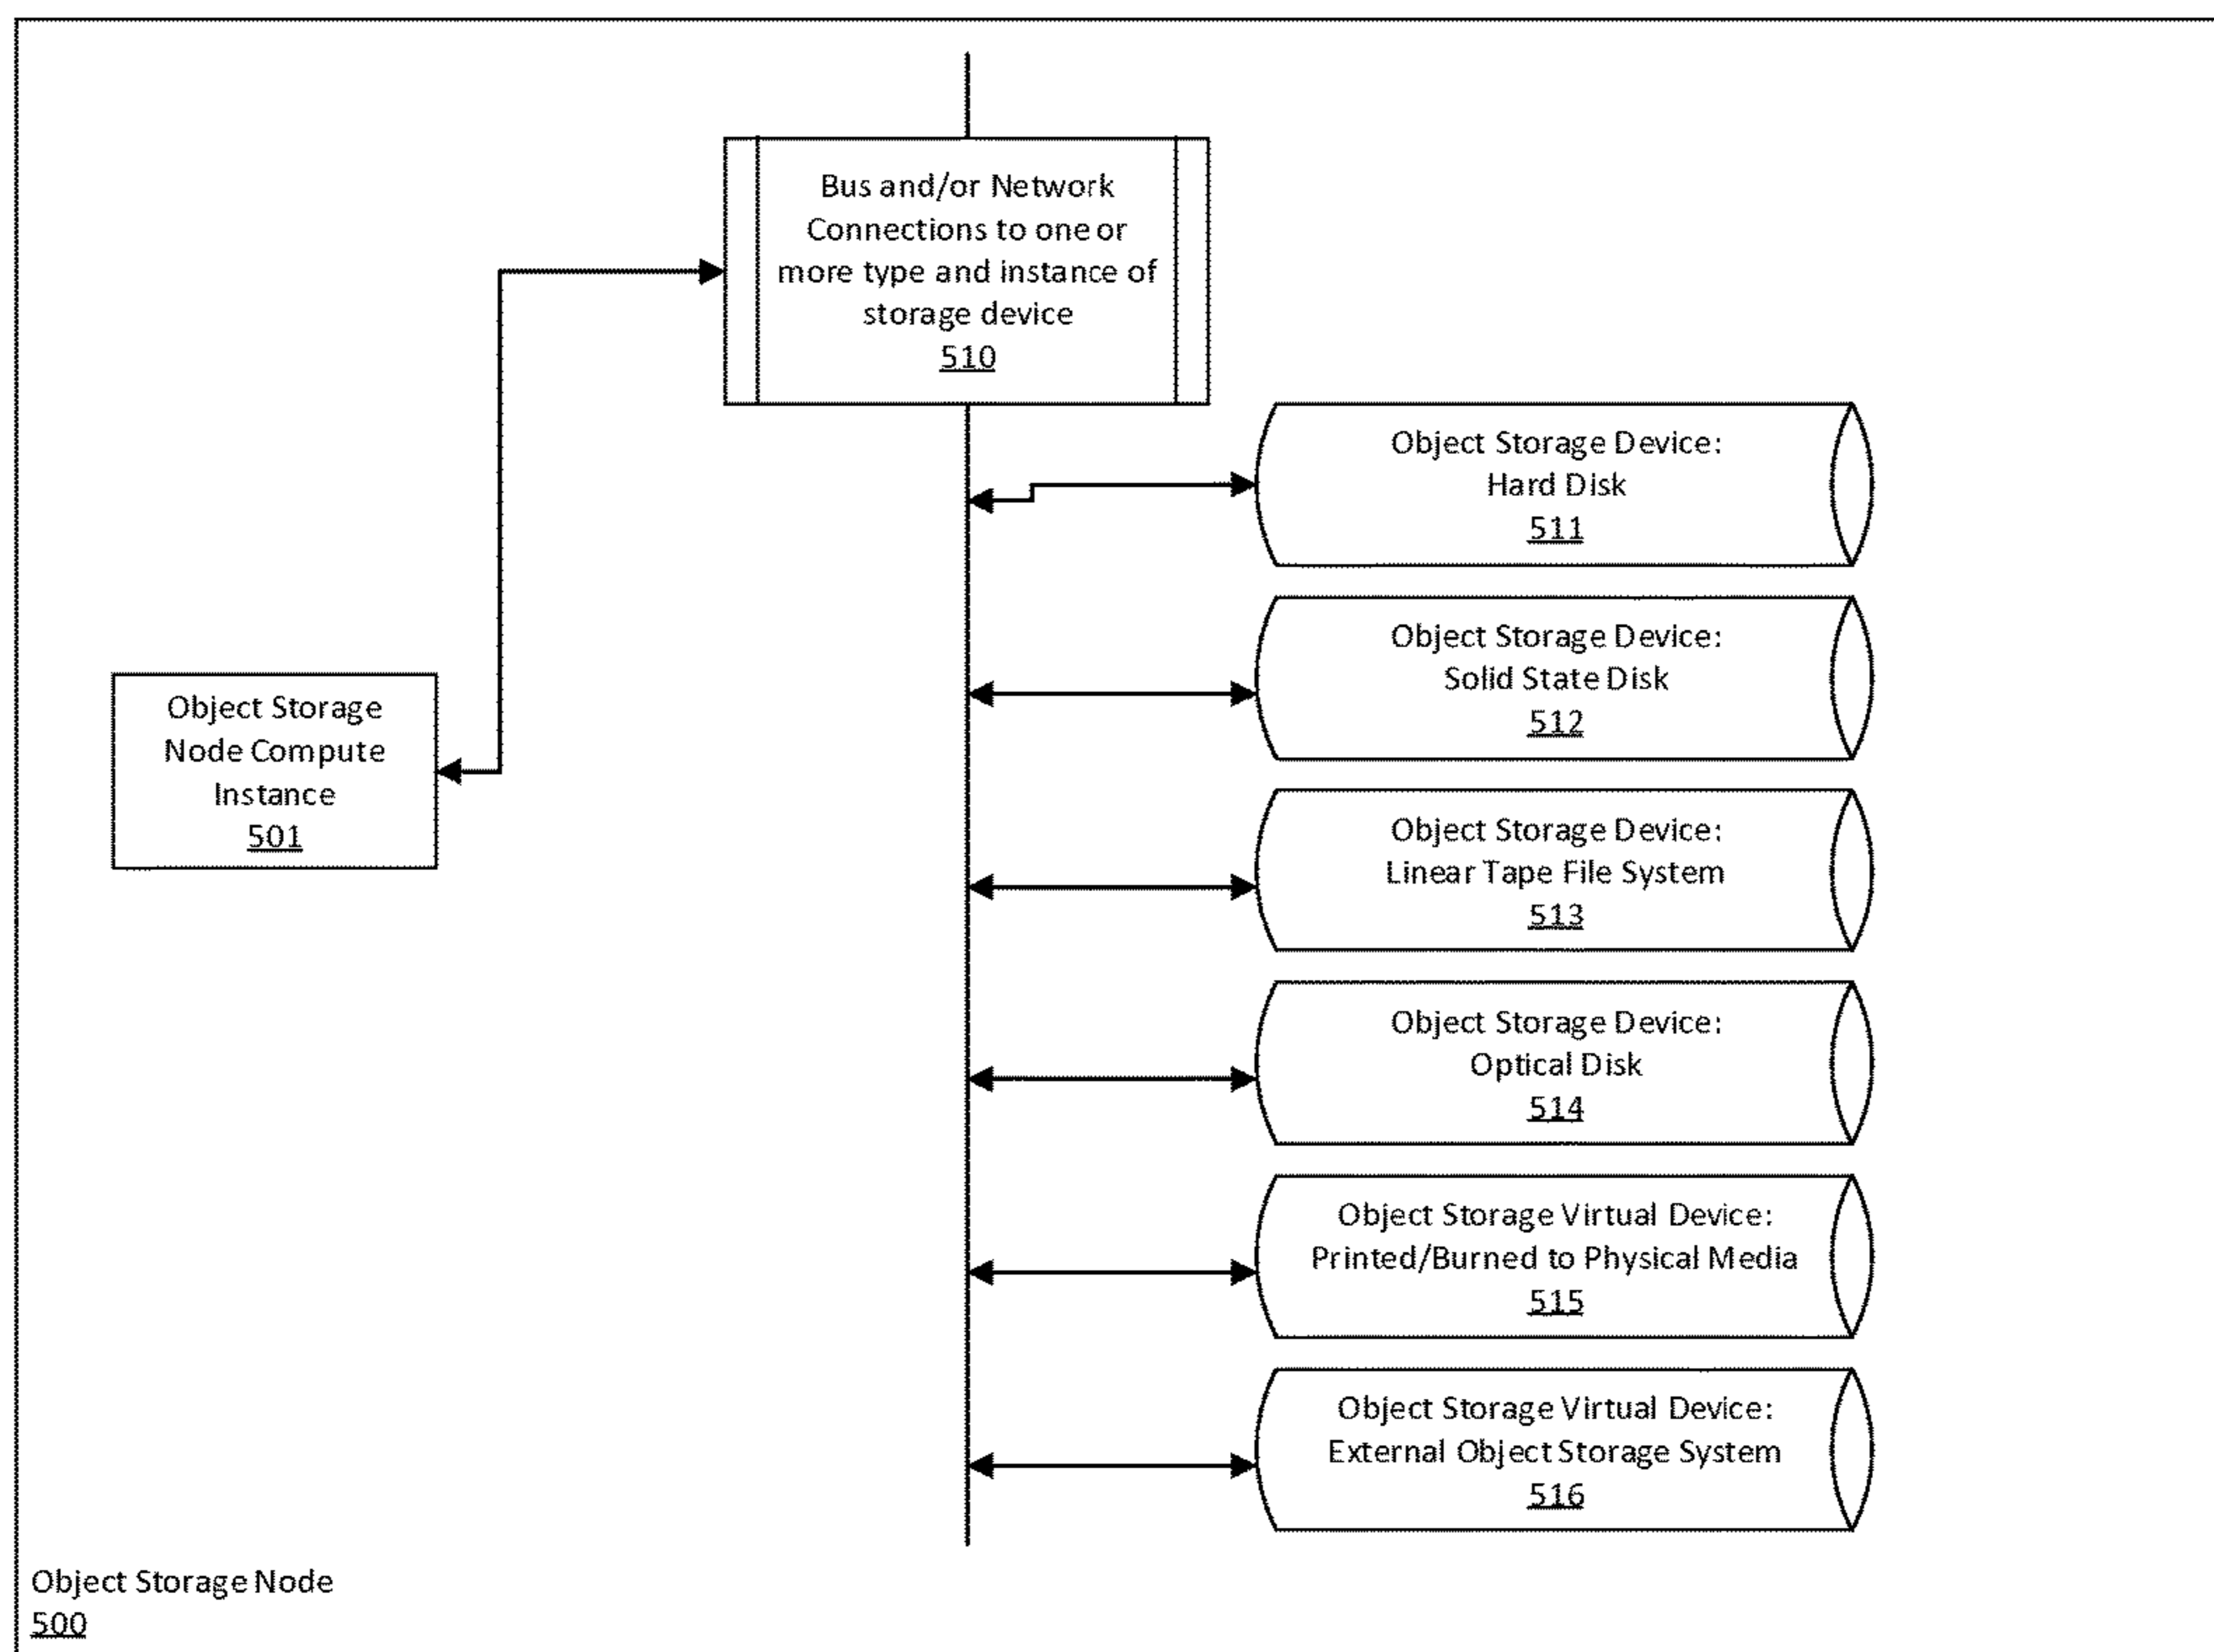 Bus and/or Network
Connections to one or
more type and instance of
storage device
510
Object Storage Device:
Hard Disk
511
Object Storage Device:
Solid State Disk
512
Object Storage
Node Compute
Instance
501
Object Storage Device:
Linear Tape File System
513
Object Storage Device:
Optical Disk
514
Object Storage Virtual Device:
Printed/Burned to Physical Media
515
Object Storage Virtual Device:
External Object Storage System
516
Object Storage Node
500